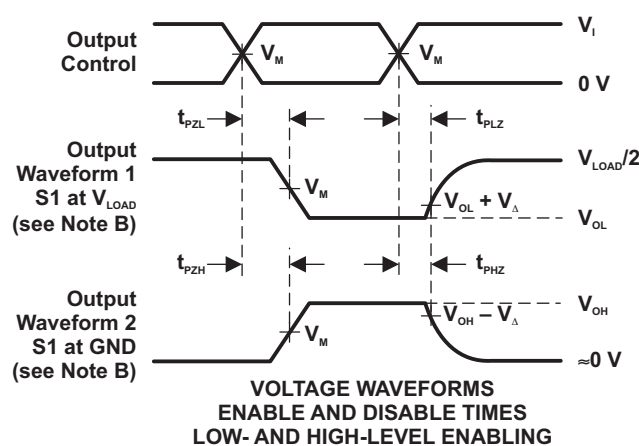 Output
Control
V_M
V_M
V_I
0 V
t_PZL
t_PLZ
Output
Waveform 1
S1 at V_LOAD
(see Note B)
V_M
V_OL + V_Δ
V_LOAD/2
V_OL
t_PZH
t_PHZ
Output
Waveform 2
S1 at GND
(see Note B)
V_M
V_OH – V_Δ
V_OH
≈0 V
VOLTAGE WAVEFORMS
ENABLE AND DISABLE TIMES
LOW- AND HIGH-LEVEL ENABLING